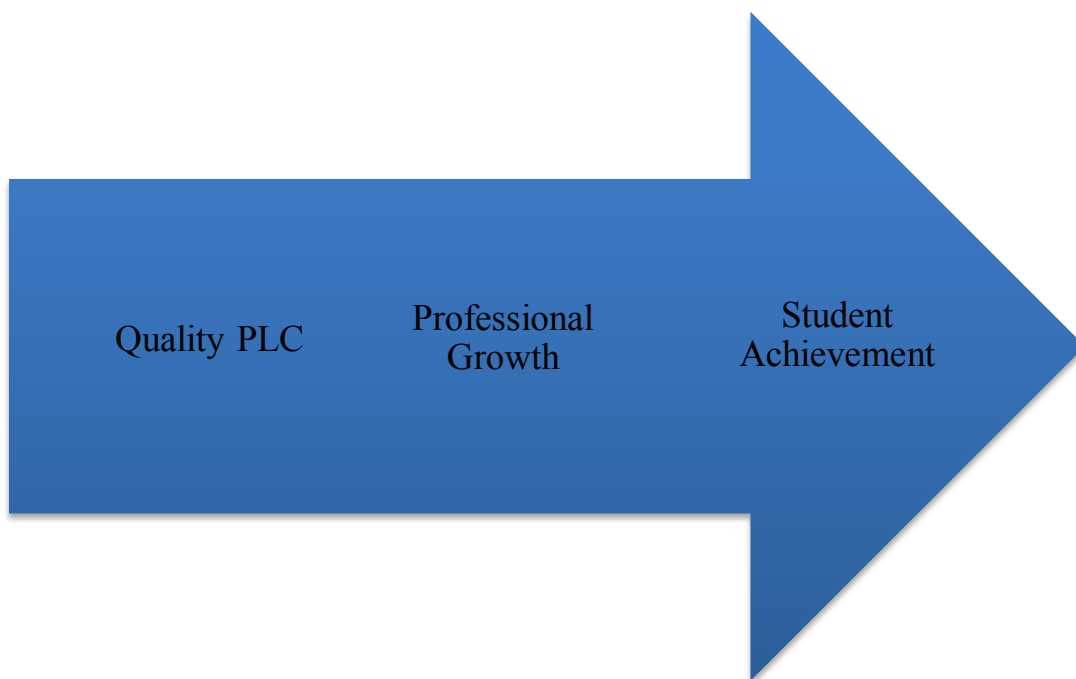 Quality PLC
Professional
Growth
Student
Achievement